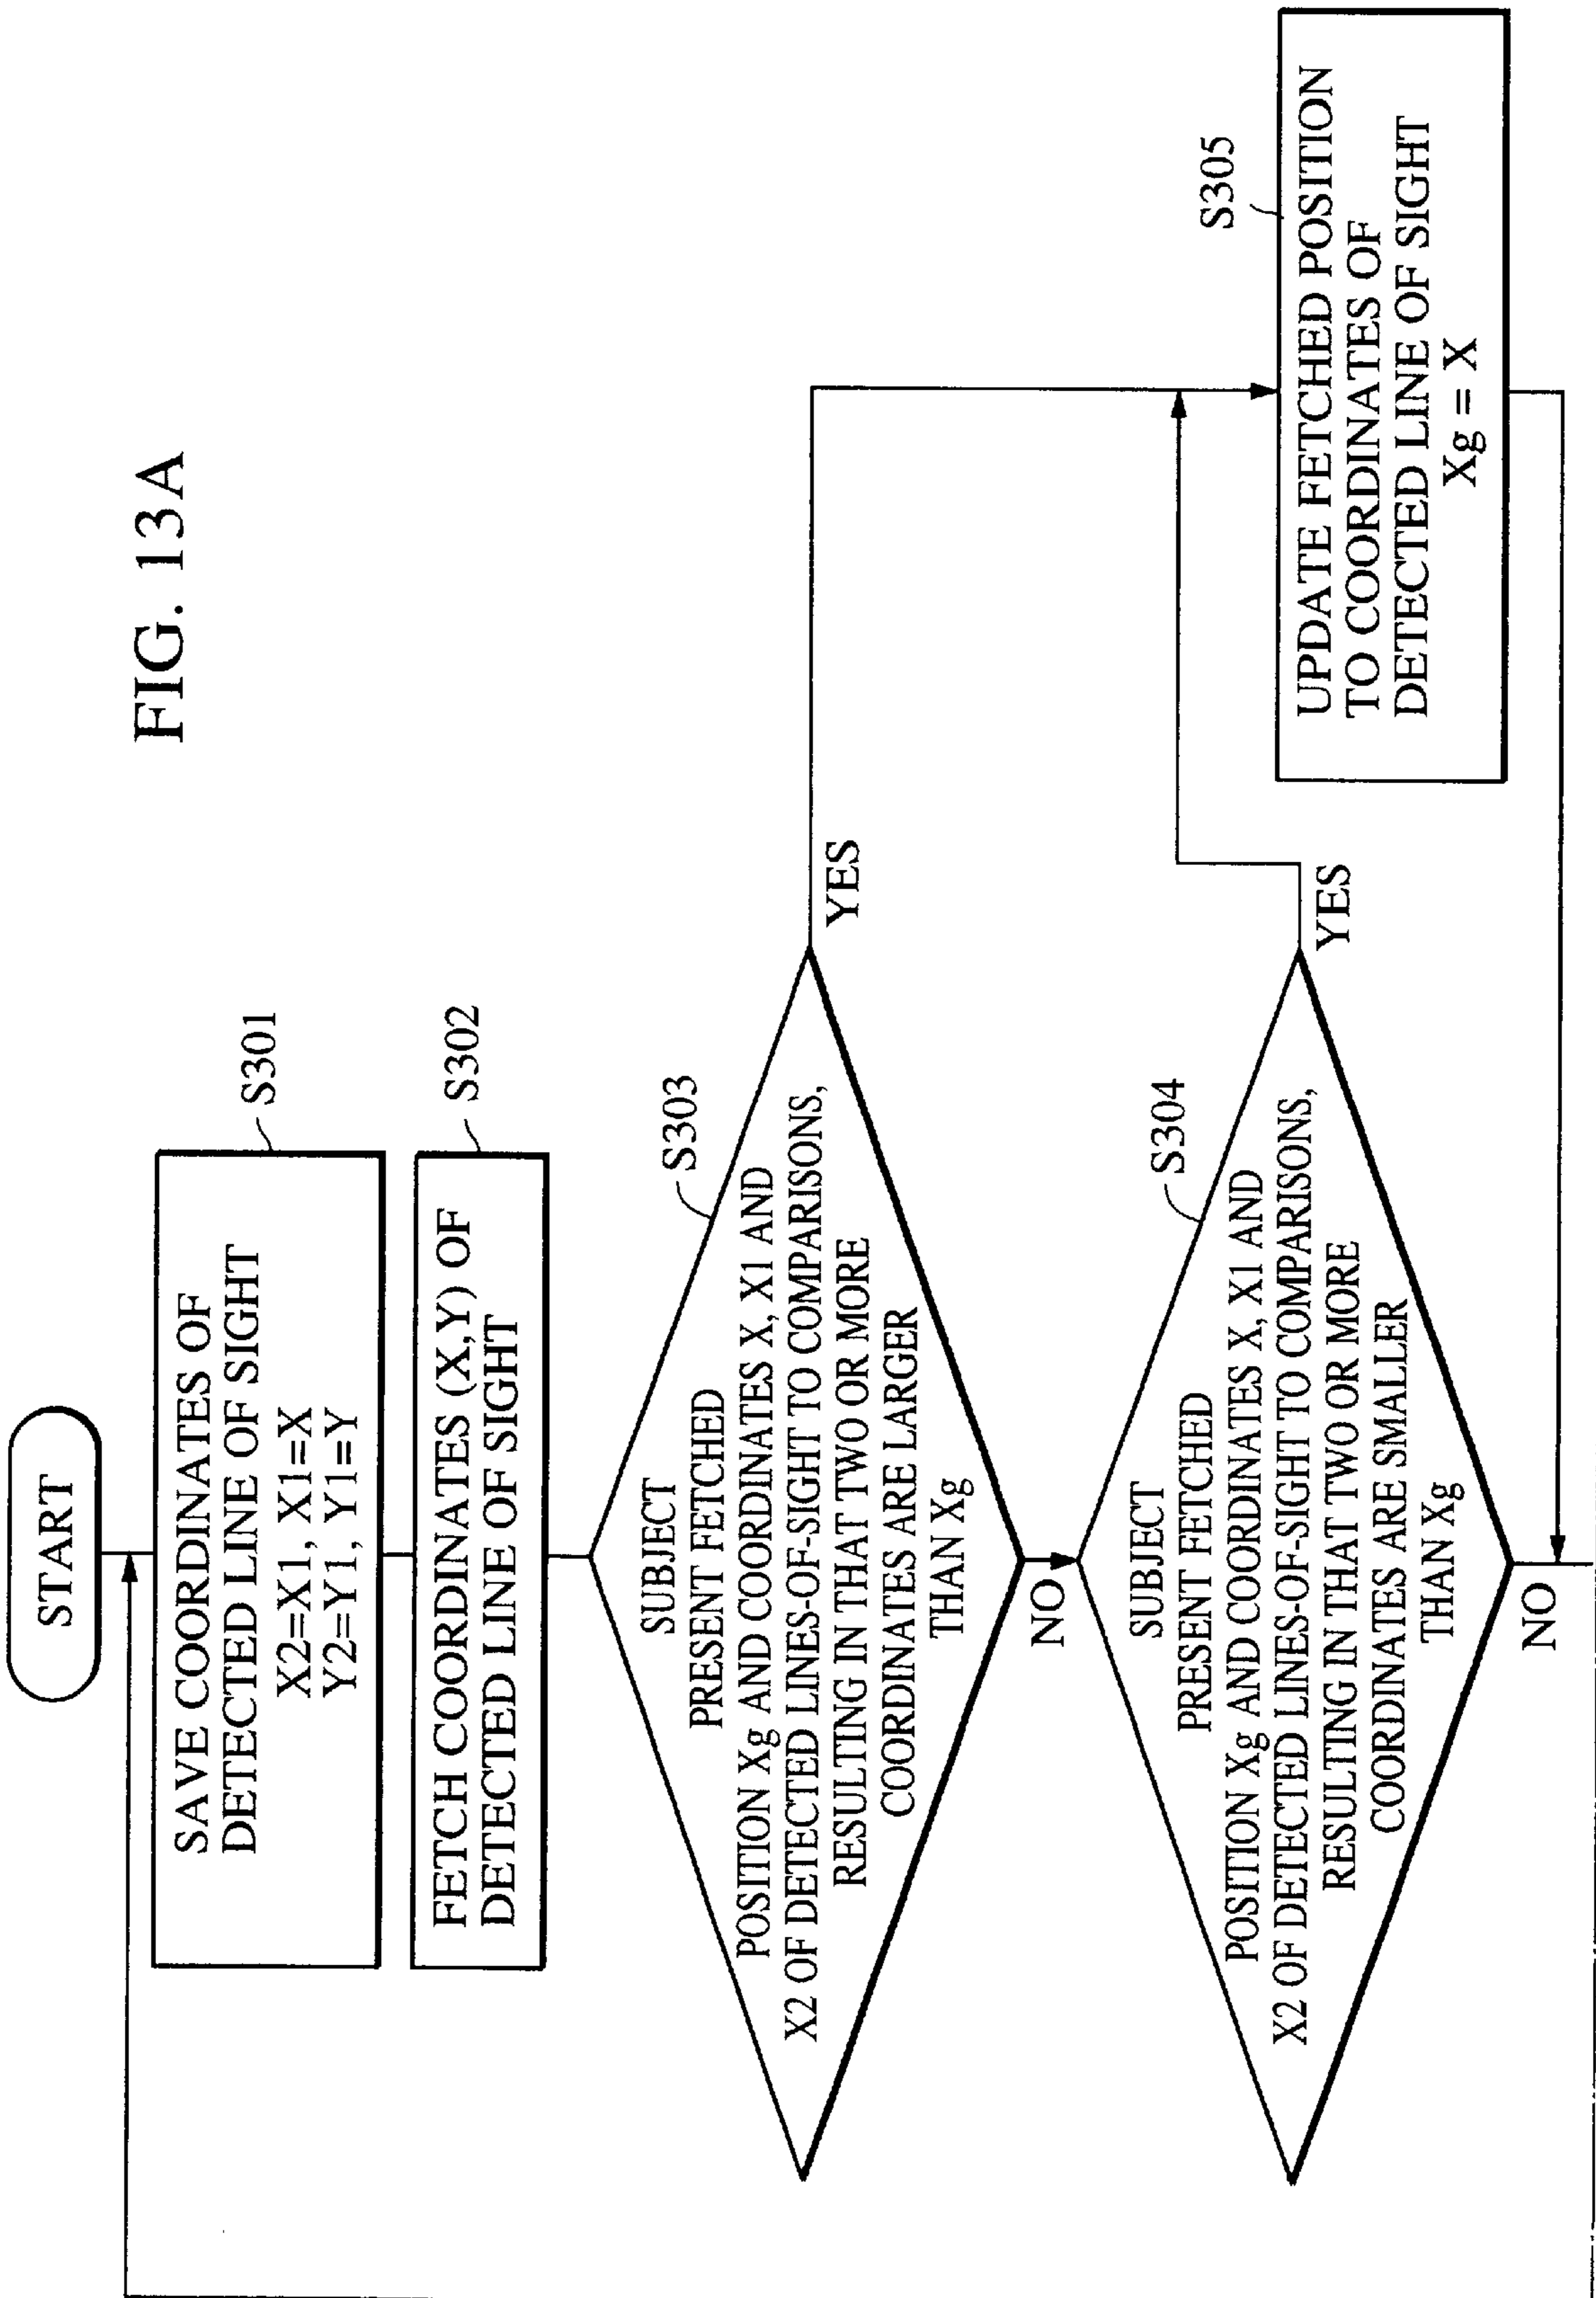 FIG. 13A
START
SAVE COORDINATES OF
DETECTED LINE OF SIGHT
X2=X1, X1=X
Y2=Y1, Y1=Y
S301
FETCH COORDINATES (X,Y) OF
DETECTED LINE OF SIGHT
S302
SUBJECT
PRESENT FETCHED
POSITION Xg AND COORDINATES X, X1 AND
X2 OF DETECTED LINES-OF-SIGHT TO COMPARISONS,
RESULTING IN THAT TWO OR MORE
COORDINATES ARE LARGER
THAN Xg
S303
YES
NO
SUBJECT
PRESENT FETCHED
POSITION Xg AND COORDINATES X, X1 AND
X2 OF DETECTED LINES-OF-SIGHT TO COMPARISONS,
RESULTING IN THAT TWO OR MORE
COORDINATES ARE SMALLER
THAN Xg
S304
YES
NO
S305
UPDATE FETCHED POSITION
TO COORDINATES OF
DETECTED LINE OF SIGHT
Xg = X